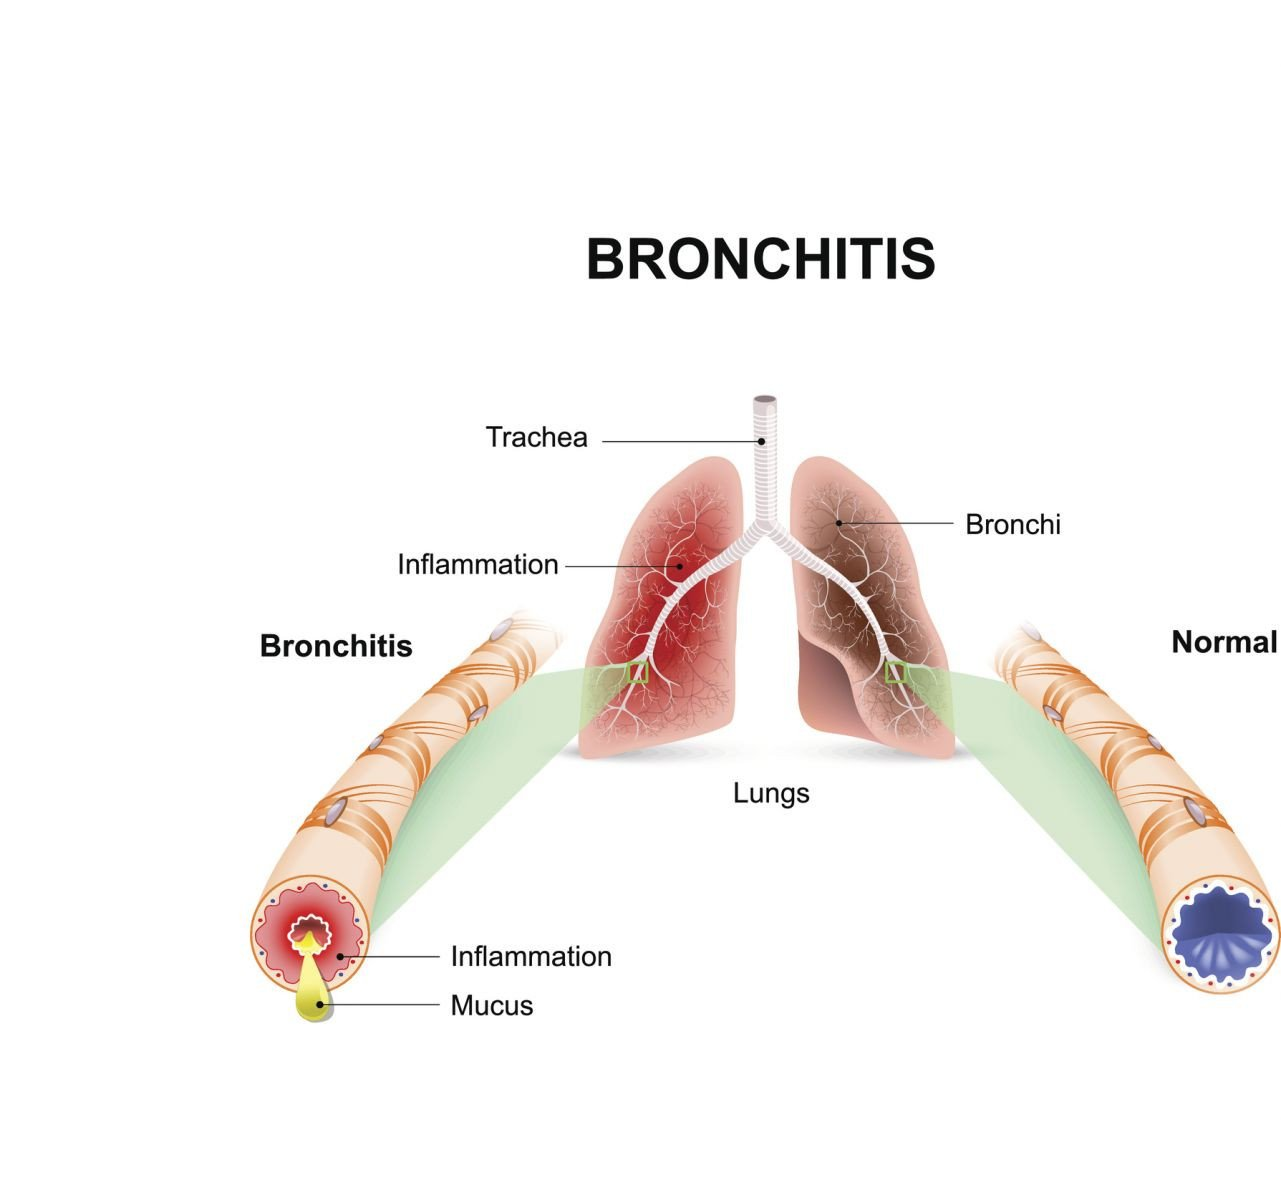 BRONCHITIS
Trachea
Bronchi
Inflammation
Bronchitis
Normal
Lungs
Inflammation
Mucus